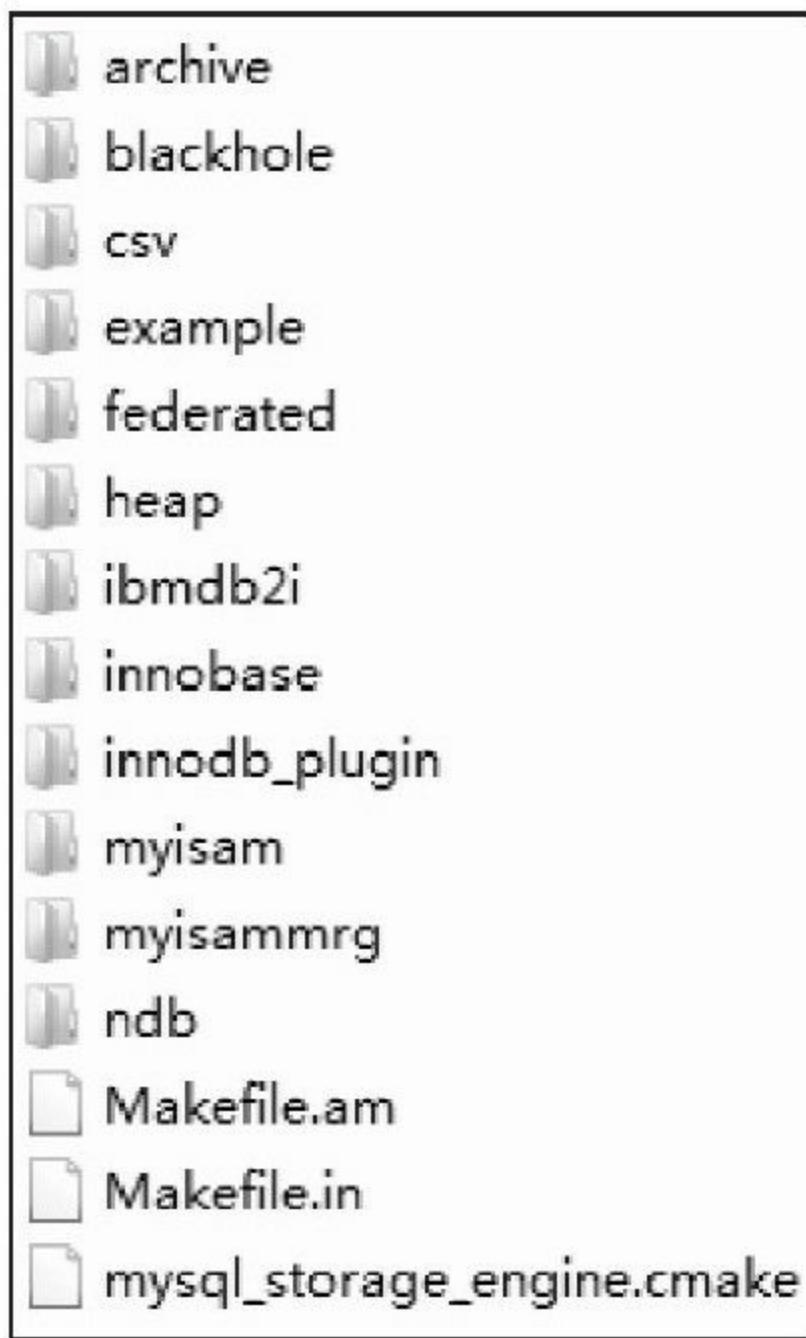 archive
blackhole
csv
example
federated
heap
ibmdb2i
innobase
innodb_plugin
myisam
myisammrg
ndb
Makefile.am
Makefile.in
mysql_storage_engine.cmake